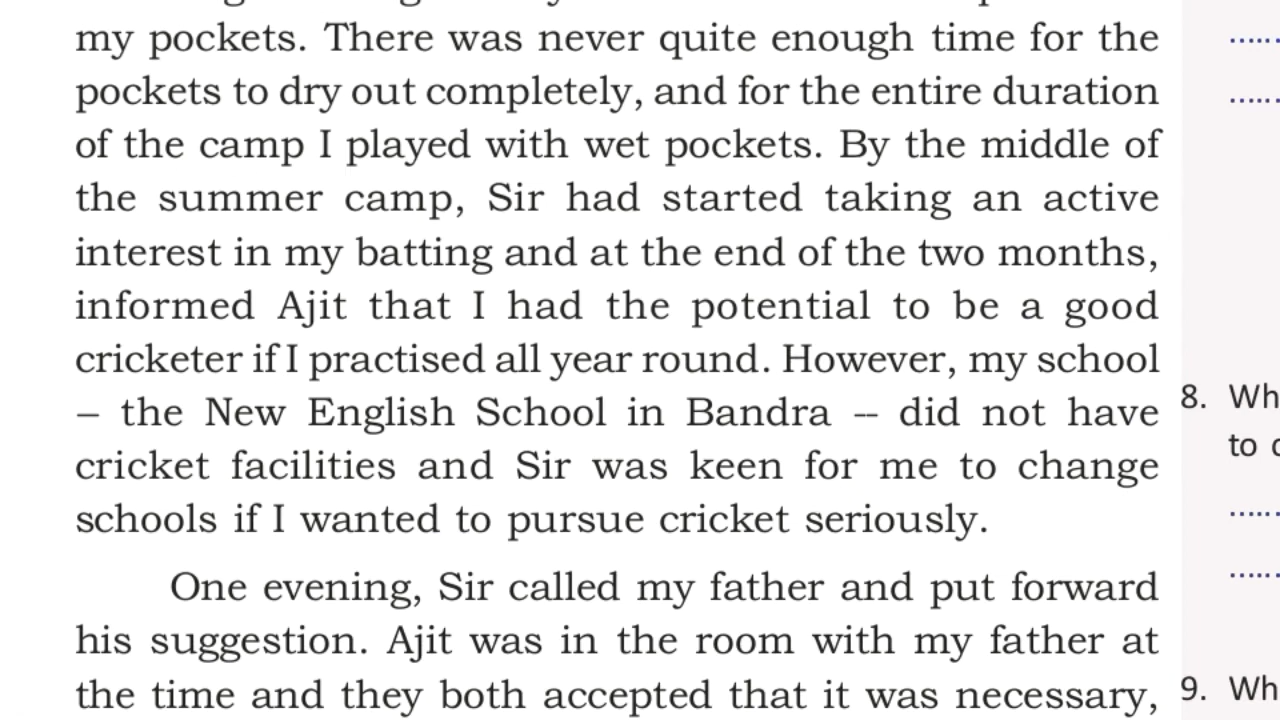 my pockets. There was never quite enough time for the
pockets to dry out completely, and for the entire duration
of the camp I played with wet pockets. By the middle of
the summer camp, Sir had started taking an active
interest in my batting and at the end of the two months,
informed Ajit that I had the potential to be a good
cricketer if I practised all year round. However, my school
– the New English School in Bandra -- did not have
cricket facilities and Sir was keen for me to change
schools if I wanted to pursue cricket seriously.
One evening, Sir called my father and put forward
his suggestion. Ajit was in the room with my father at
the time and they both accepted that it was necessary,
......
......
8. Wh
to
......
......
9. Wh